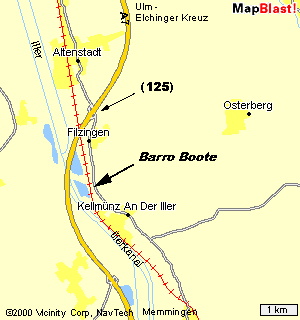 Ulm -
Elchinger Kreuz
A7
MapBlast!
Iller
Altenstadt
(125)
Osterberg
Filzingen
Barro Boote
Kellmünz An Der Iller
Illerkanal
1 km
©2000 Vicinity Corp, NavTech
Memmingen